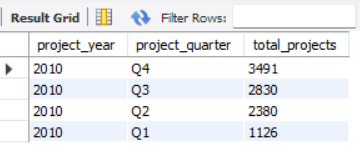 Result Grid Filter Rows:
project_year project_quarter total_projects
2010 Q4 3491
2010 Q3 2830
2010 Q2 2380
2010 Q1 1126